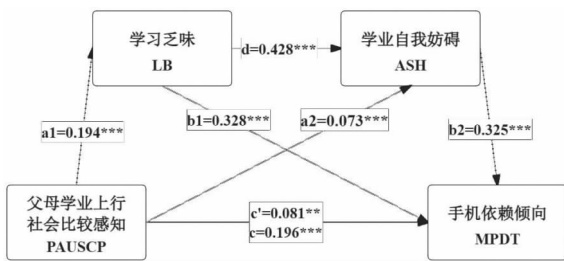 学习乏味
LB
d=0.428***
学业自我妨碍
ASH
a1=0.194***
b1=0.328***
a2=0.073***
b2=0.325***
父母学业上行
社会比较感知
PAUSCP
c'=0.081**
c=0.196***
手机依赖倾向
MPDT